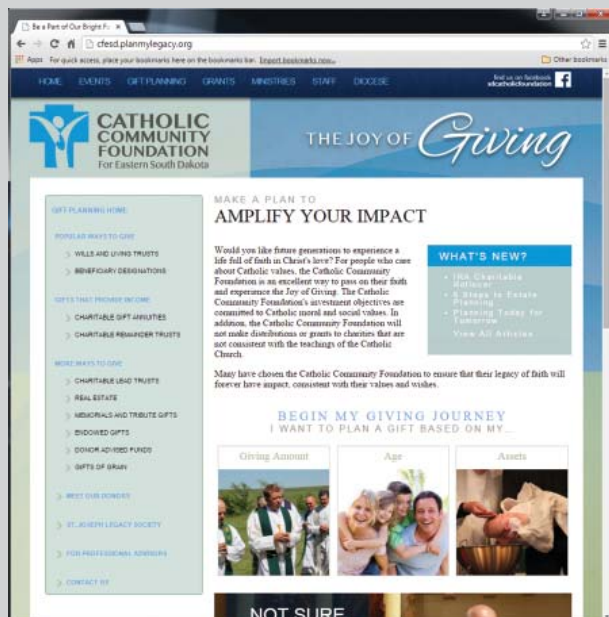 Be a Part of Our Bright F
cfesd.planmylegacy.org
Apps For quick access, place your bookmarks here on the bookmarks bar. Import bookmarks now...
Other bookmarks
HOME EVENTS GIFT PLANNING GRANTS MINISTRIES STAFF DIOCESE
find us on facebook
sdcatholicfoundation
CATHOLIC
COMMUNITY
FOUNDATION
For Eastern South Dakota
THE JOY OF Giving
GIFT PLANNING HOME
POPULAR WAYS TO GIVE
WILLS AND LIVING TRUSTS
BENEFICIARY DESIGNATIONS
GIFTS THAT PROVIDE INCOME
CHARITABLE GIFT ANNUITIES
CHARITABLE REMAINDER TRUSTS
MORE WAYS TO GIVE
CHARITABLE LEAD TRUSTS
REAL ESTATE
MEMORIALS AND TRIBUTE GIFTS
ENDOWED GIFTS
DONOR ADVISED FUNDS
GIFTS OF GRAIN
MEET OUR DONORS
ST. JOSEPH LEGACY SOCIETY
FOR PROFESSIONAL ADVISORS
CONTACT US
MAKE A PLAN TO
AMPLIFY YOUR IMPACT
Would you like future generations to experience a
life full of faith in Christ's love? For people who care
about Catholic values, the Catholic Community
Foundation is an excellent way to pass on their faith
and experience the Joy of Giving. The Catholic
Community Foundation's investment objectives are
committed to Catholic moral and social values. In
addition, the Catholic Community Foundation will
not make distributions or grants to charities that are
not consistent with the teachings of the Catholic
Church.
WHAT'S NEW?
IRA Charitable
Rollover
6 Steps to Estate
Planning
Planning Today for
Tomorrow
View All Articles
Many have chosen the Catholic Community Foundation to ensure that their legacy of faith will
forever have impact, consistent with their values and wishes.
BEGIN MY GIVING JOURNEY
I WANT TO PLAN A GIFT BASED ON MY...
Giving Amount
Age
Assets
NOT SURE